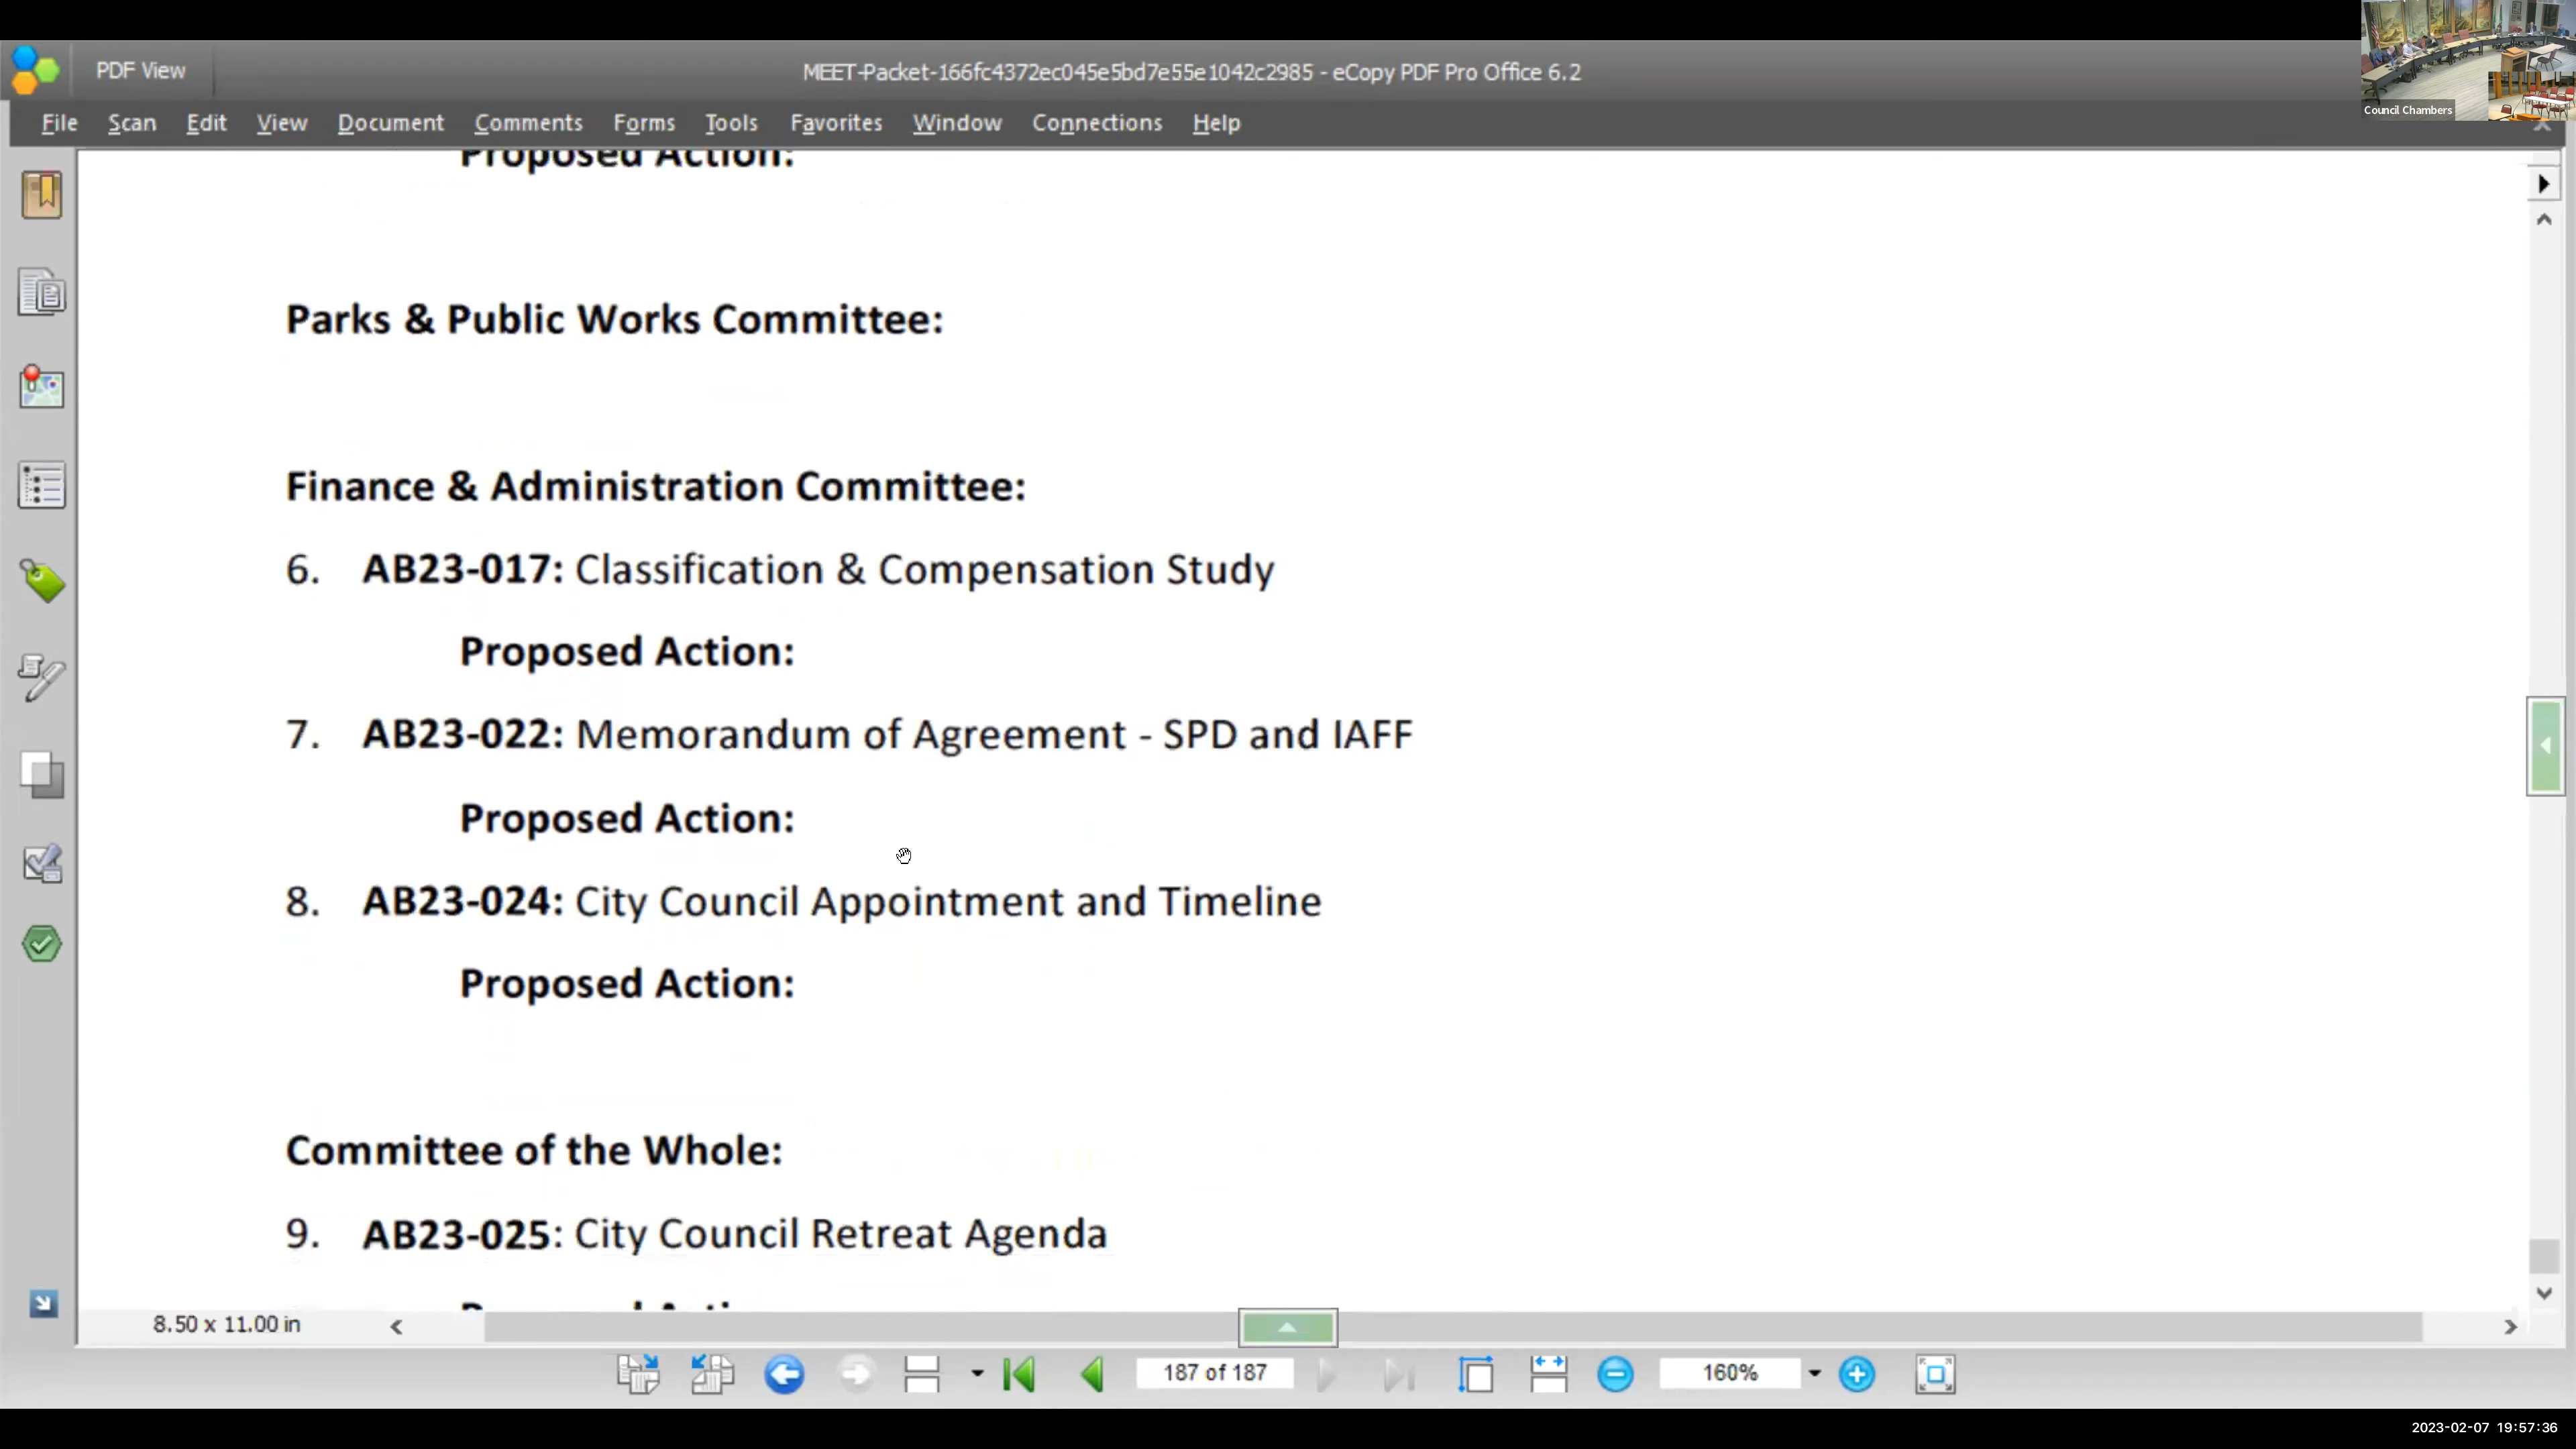 PDF View
MEET-Packet-166fc4372ec045e5bd7e55e1042c2985 - eCopy PDF Pro Office 6.2
Council Chambers
File Scan Edit View Document Comments Forms Tools Favorites Window Connections Help
Proposed Action:
Parks & Public Works Committee:
Finance & Administration Committee:
6. AB23-017: Classification & Compensation Study
Proposed Action:
7. AB23-022: Memorandum of Agreement - SPD and IAFF
Proposed Action:
8. AB23-024: City Council Appointment and Timeline
Proposed Action:
Committee of the Whole:
9. AB23-025: City Council Retreat Agenda
8.50 x 11.00 in
187 of 187
160%
2023-02-07 19:57:36